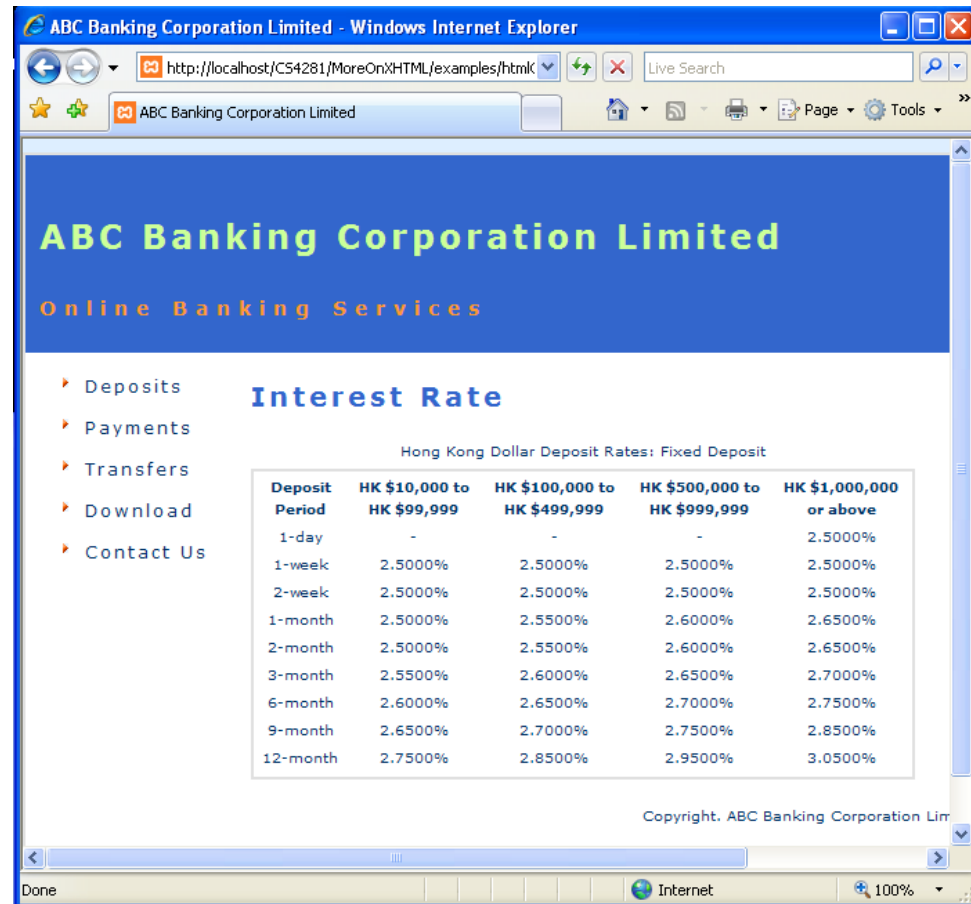 ABC Banking Corporation Limited - Windows Internet Explorer
http://localhost/CS4281/MoreOnXHTML/examples/html
Live Search
ABC Banking Corporation Limited
Page
Tools
ABC Banking Corporation Limited
Online Banking Services
Deposits
Payments
Transfers
Download
Contact Us
Interest Rate
Hong Kong Dollar Deposit Rates: Fixed Deposit
Deposit Period HK $10,000 to HK $99,999 HK $100,000 to HK $499,999 HK $500,000 to HK $999,999 HK $1,000,000 or above
1-day - - - 2.5000%
1-week 2.5000% 2.5000% 2.5000% 2.5000%
2-week 2.5000% 2.5000% 2.5000% 2.5000%
1-month 2.5000% 2.5500% 2.6000% 2.6500%
2-month 2.5000% 2.5500% 2.6000% 2.6500%
3-month 2.5500% 2.6000% 2.6500% 2.7000%
6-month 2.6000% 2.6500% 2.7000% 2.7500%
9-month 2.6500% 2.7000% 2.7500% 2.8500%
12-month 2.7500% 2.8500% 2.9500% 3.0500%
Copyright. ABC Banking Corporation Lim
Done
Internet
100%